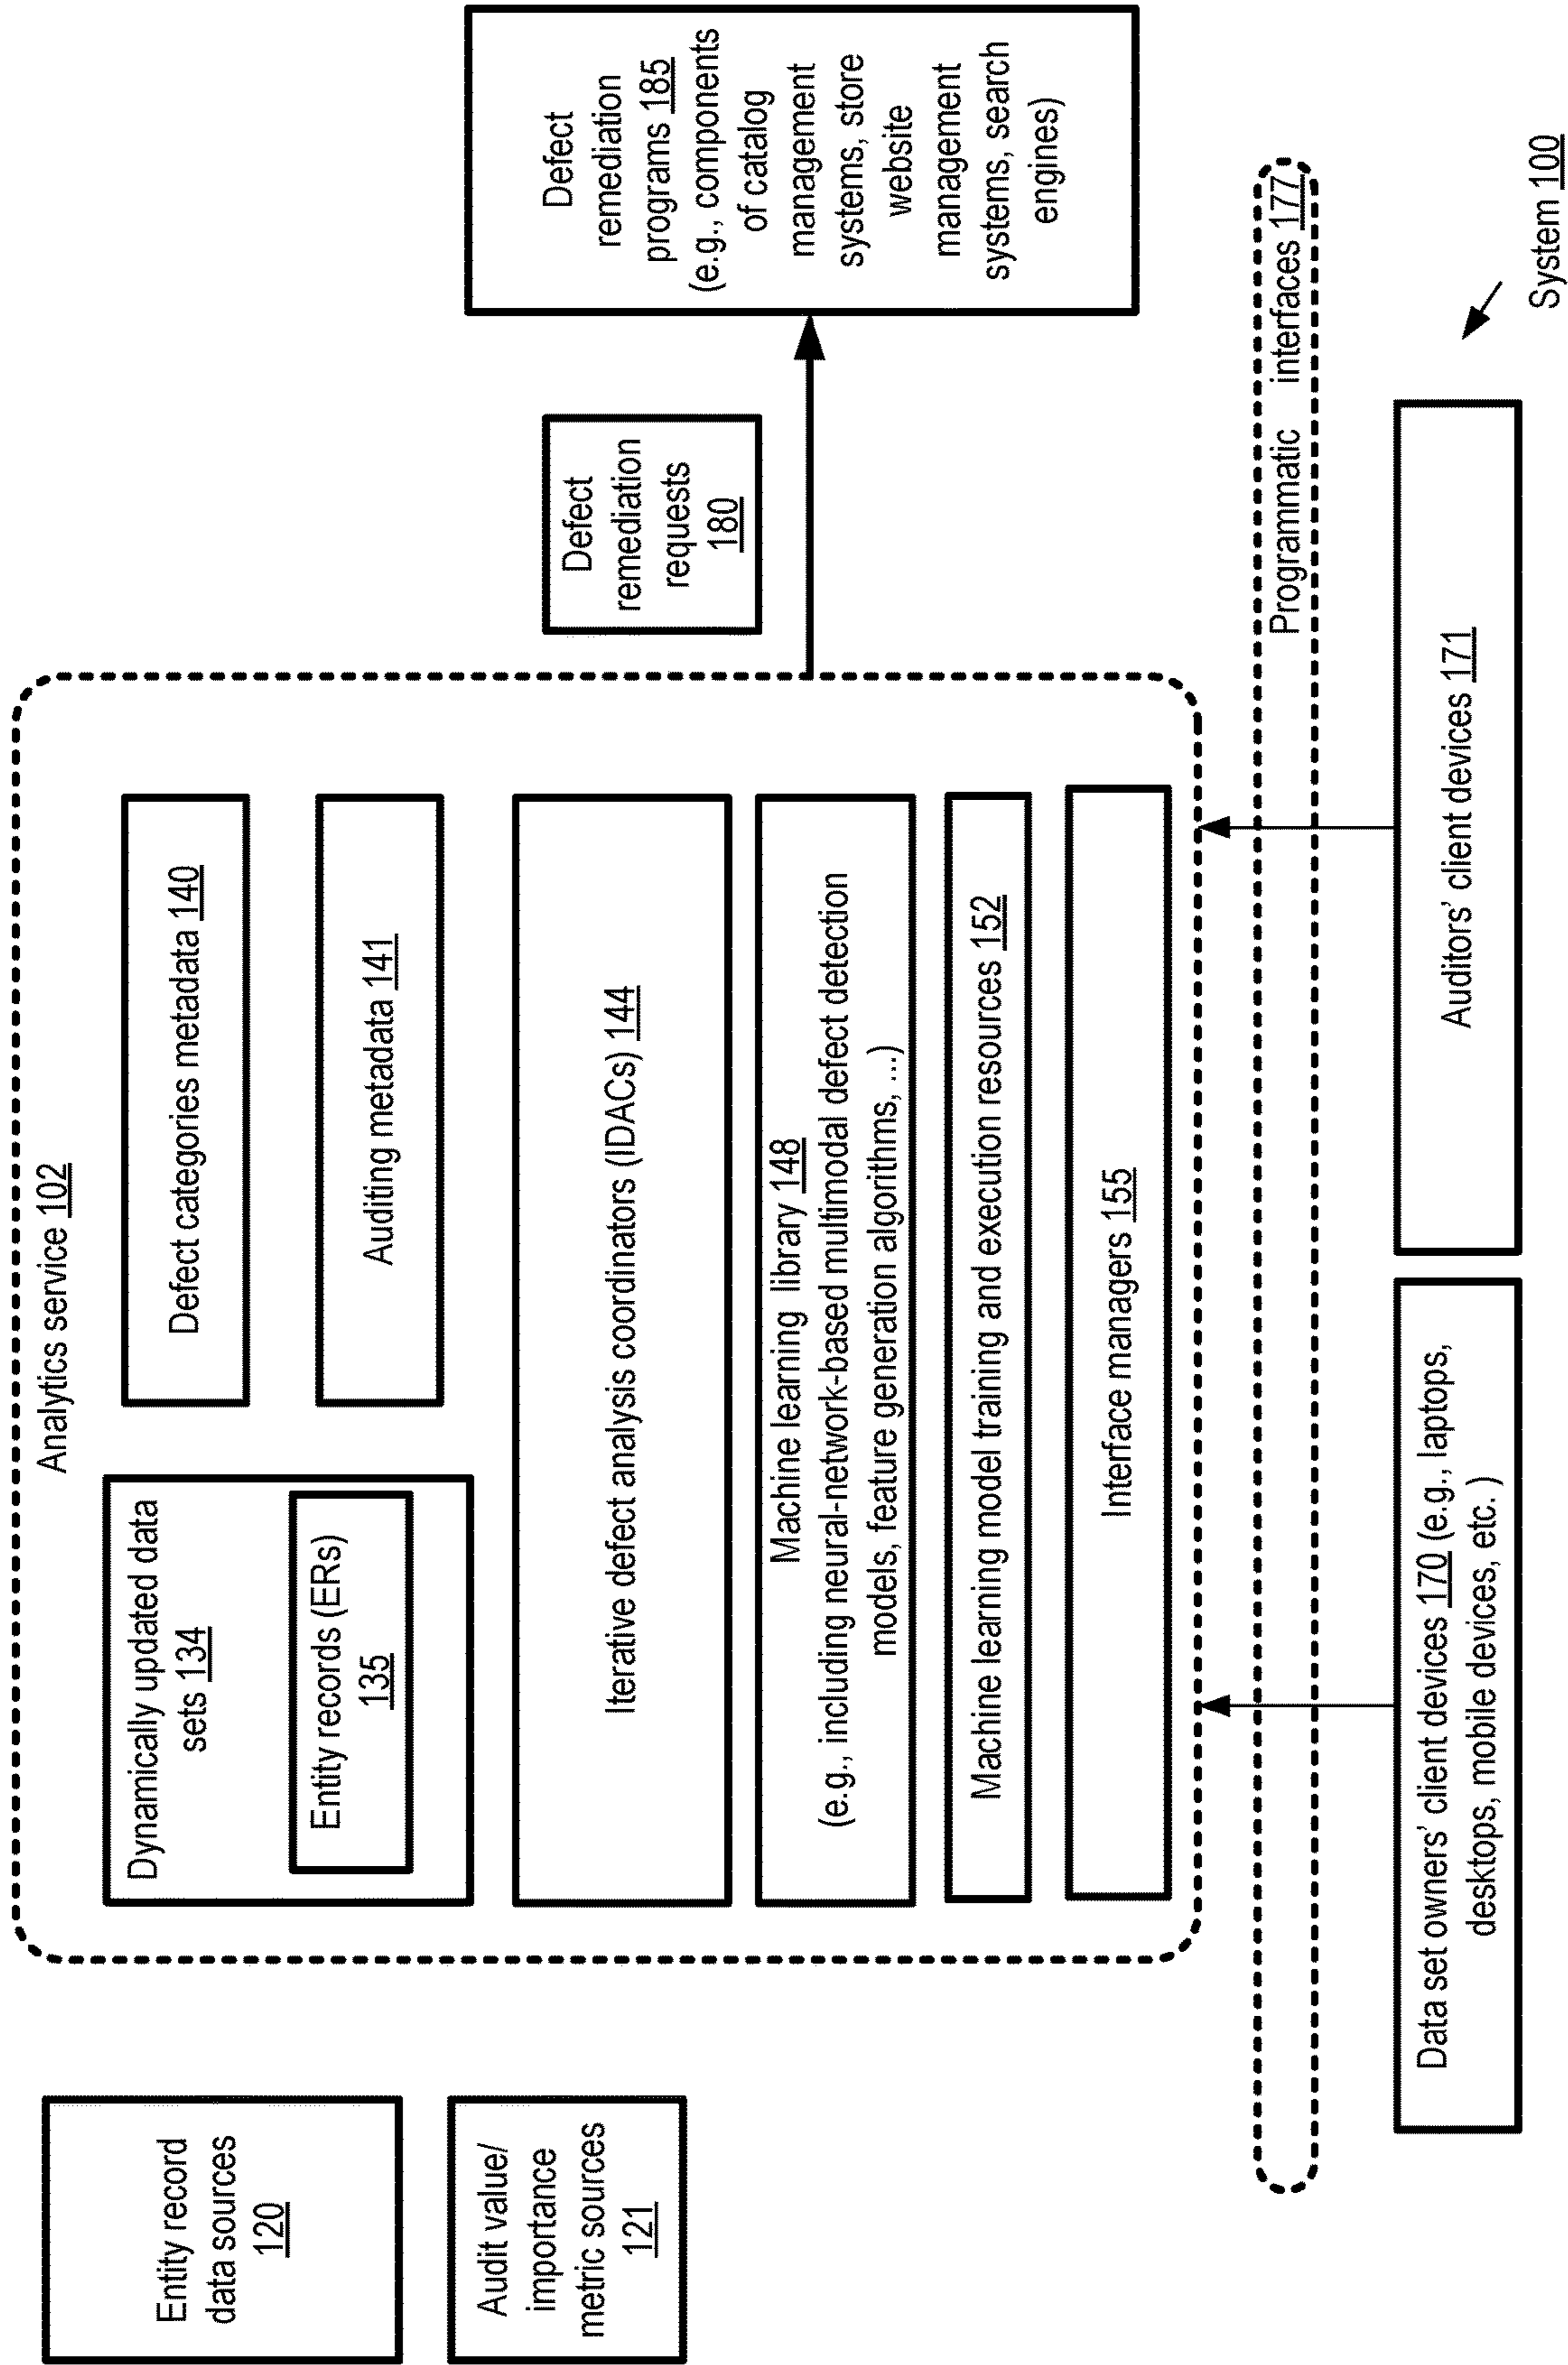 Analytics service 102
Entity record
data sources
120
Audit value/
importance
metric sources
121
Dynamically updated data
sets 134
Entity records (ERs)
135
Defect categories metadata 140
Auditing metadata 141
Iterative defect analysis coordinators (IDACs) 144
Machine learning library 148
(e.g., including neural-network-based multimodal defect detection
models, feature generation algorithms, ...)
Machine learning model training and execution resources 152
Interface managers 155
Defect
remediation
requests
180
Defect
remediation
programs 185
(e.g., components
of catalog
management
systems, store
website
management
systems, search
engines)
Programmatic interfaces 177
Data set owners’ client devices 170 (e.g., laptops,
desktops, mobile devices, etc. )
Auditors’ client devices 171
System 100